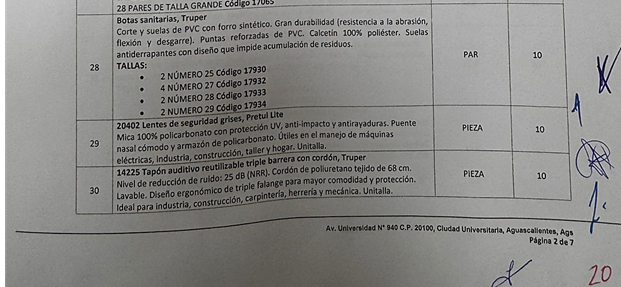 28 PARES DE TALLA GRANDE Código 17065
Botas sanitarias, Truper
Corte y suelas de PVC con forro sintético. Gran durabilidad (resistencia a la abrasión,
flexión y desgarre). Puntas reforzadas de PVC. Calcetín 100% poliéster. Suelas
antiderrapantes con diseño que impide acumulación de residuos.
28
TALLAS:
PAR
10
• 2 NÚMERO 25 Código 17930
• 4 NÚMERO 27 Código 17932
• 2 NÚMERO 28 Código 17933
• 2 NUMERO 29 Código 17934
20402 Lentes de seguridad grises, Pretul Lite
Mica 100% policarbonato con protección UV, anti-impacto y antirayaduras. Puente
29
nasal cómodo y armazón de policarbonato. Útiles en el manejo de máquinas
PIEZA
10
eléctricas, industria, construcción, taller y hogar. Unitalla.
14225 Tapón auditivo reutilizable triple barrera con cordón, Truper
Nivel de reducción de ruido: 25 dB (NRR). Cordón de poliuretano tejido de 68 cm.
30
Lavable. Diseño ergonómico de triple falange para mayor comodidad y protección.
PIEZA
10
Ideal para industria, construcción, carpintería, herrería y mecánica. Unitalla.
Av. Universidad N° 940 C.P. 20100, Ciudad Universitaria, Aguascalientes, Ags
Página 2 de 7
20